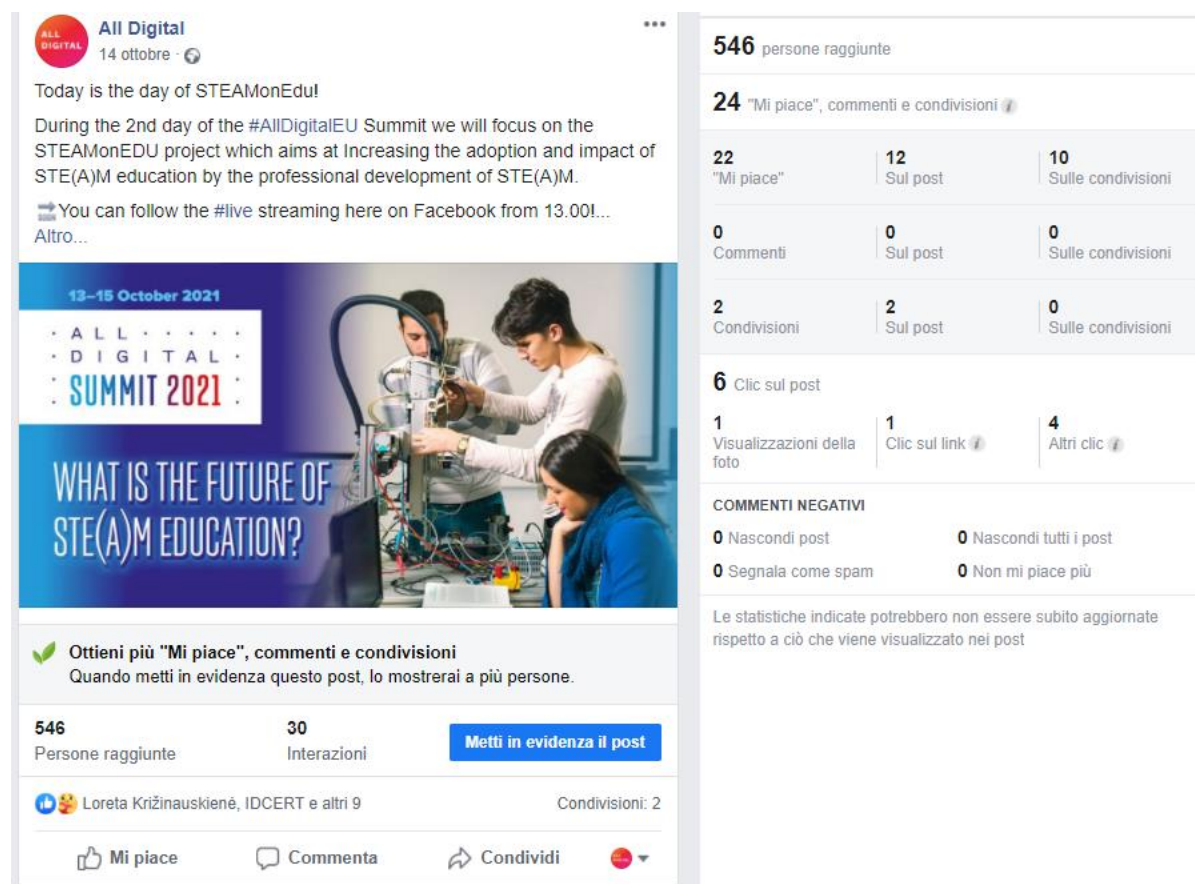 ALL
DIGITAL
All Digital
14 ottobre ·
Today is the day of STEAMonEdu!
During the 2nd day of the #AllDigitalEU Summit we will focus on the
STEAMonEDU project which aims at Increasing the adoption and impact of
STE(A)M education by the professional development of STE(A)M.
You can follow the #live streaming here on Facebook from 13.00!...
Altro...
13–15 October 2021
ALL
DIGITAL
SUMMIT 2021
WHAT IS THE FUTURE OF
STE(A)M EDUCATION?
Ottieni più "Mi piace", commenti e condivisioni
Quando metti in evidenza questo post, lo mostrerai a più persone.
546
Persone raggiunte
30
Interazioni
Metti in evidenza il post
Loreta Križinauskienė, IDCERT e altri 9
Condivisioni: 2
Mi piace
Commenta
Condividi
546 persone raggiunte
24 "Mi piace", commenti e condivisioni
22
"Mi piace"
12
Sul post
10
Sulle condivisioni
0
Commenti
0
Sul post
0
Sulle condivisioni
2
Condivisioni
2
Sul post
0
Sulle condivisioni
6 Clic sul post
1
Visualizzazioni della
foto
1
Clic sul link
4
Altri clic
COMMENTI NEGATIVI
0 Nascondi post
0 Nascondi tutti i post
0 Segnala come spam
0 Non mi piace più
Le statistiche indicate potrebbero non essere subito aggiornate
rispetto a ciò che viene visualizzato nei post